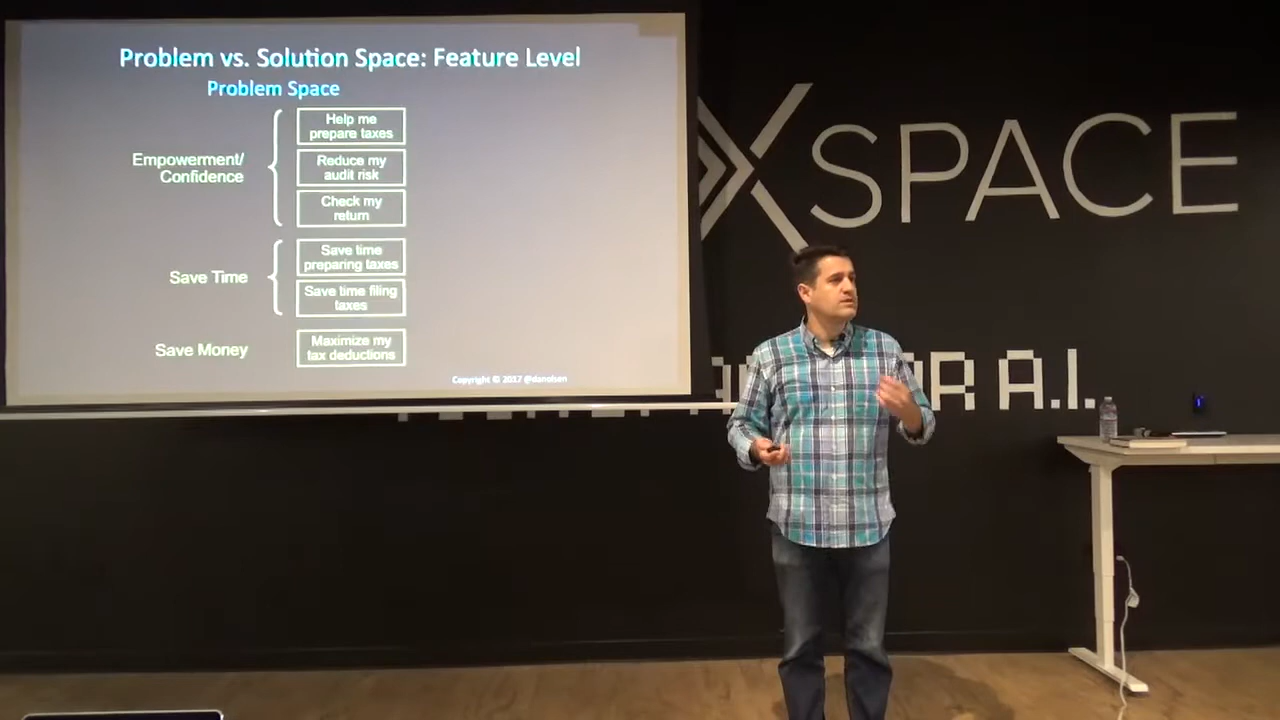 Problem vs. Solution Space: Feature Level
Problem Space
Empowerment/
Confidence
Help me
prepare taxes
Reduce my
audit risk
Check my
return
Save Time
Save time
preparing taxes
Save time filing
taxes
Save Money
Maximize my
tax deductions
Copyright © 2017 @danolsen
XSPACE
R A.I.